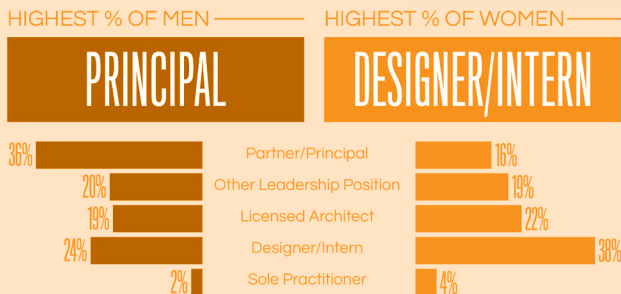 HIGHEST % OF MEN
HIGHEST % OF WOMEN
PRINCIPAL
DESIGNER/INTERN
36% Partner/Principal 16%
20% Other Leadership Position 19%
19% Licensed Architect 22%
24% Designer/Intern 38%
2% Sole Practitioner 4%